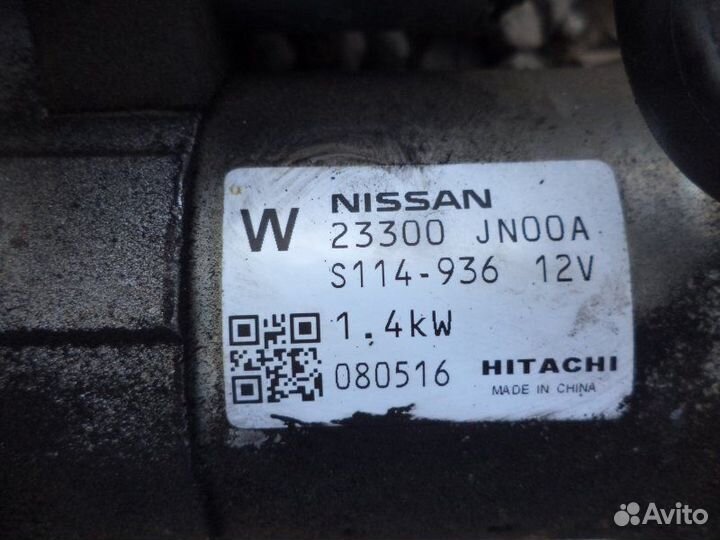 W NISSAN
23300 JN00A
S114-936 12V
1.4kW
080516 HITACHI
MADE IN CHINA
Avito